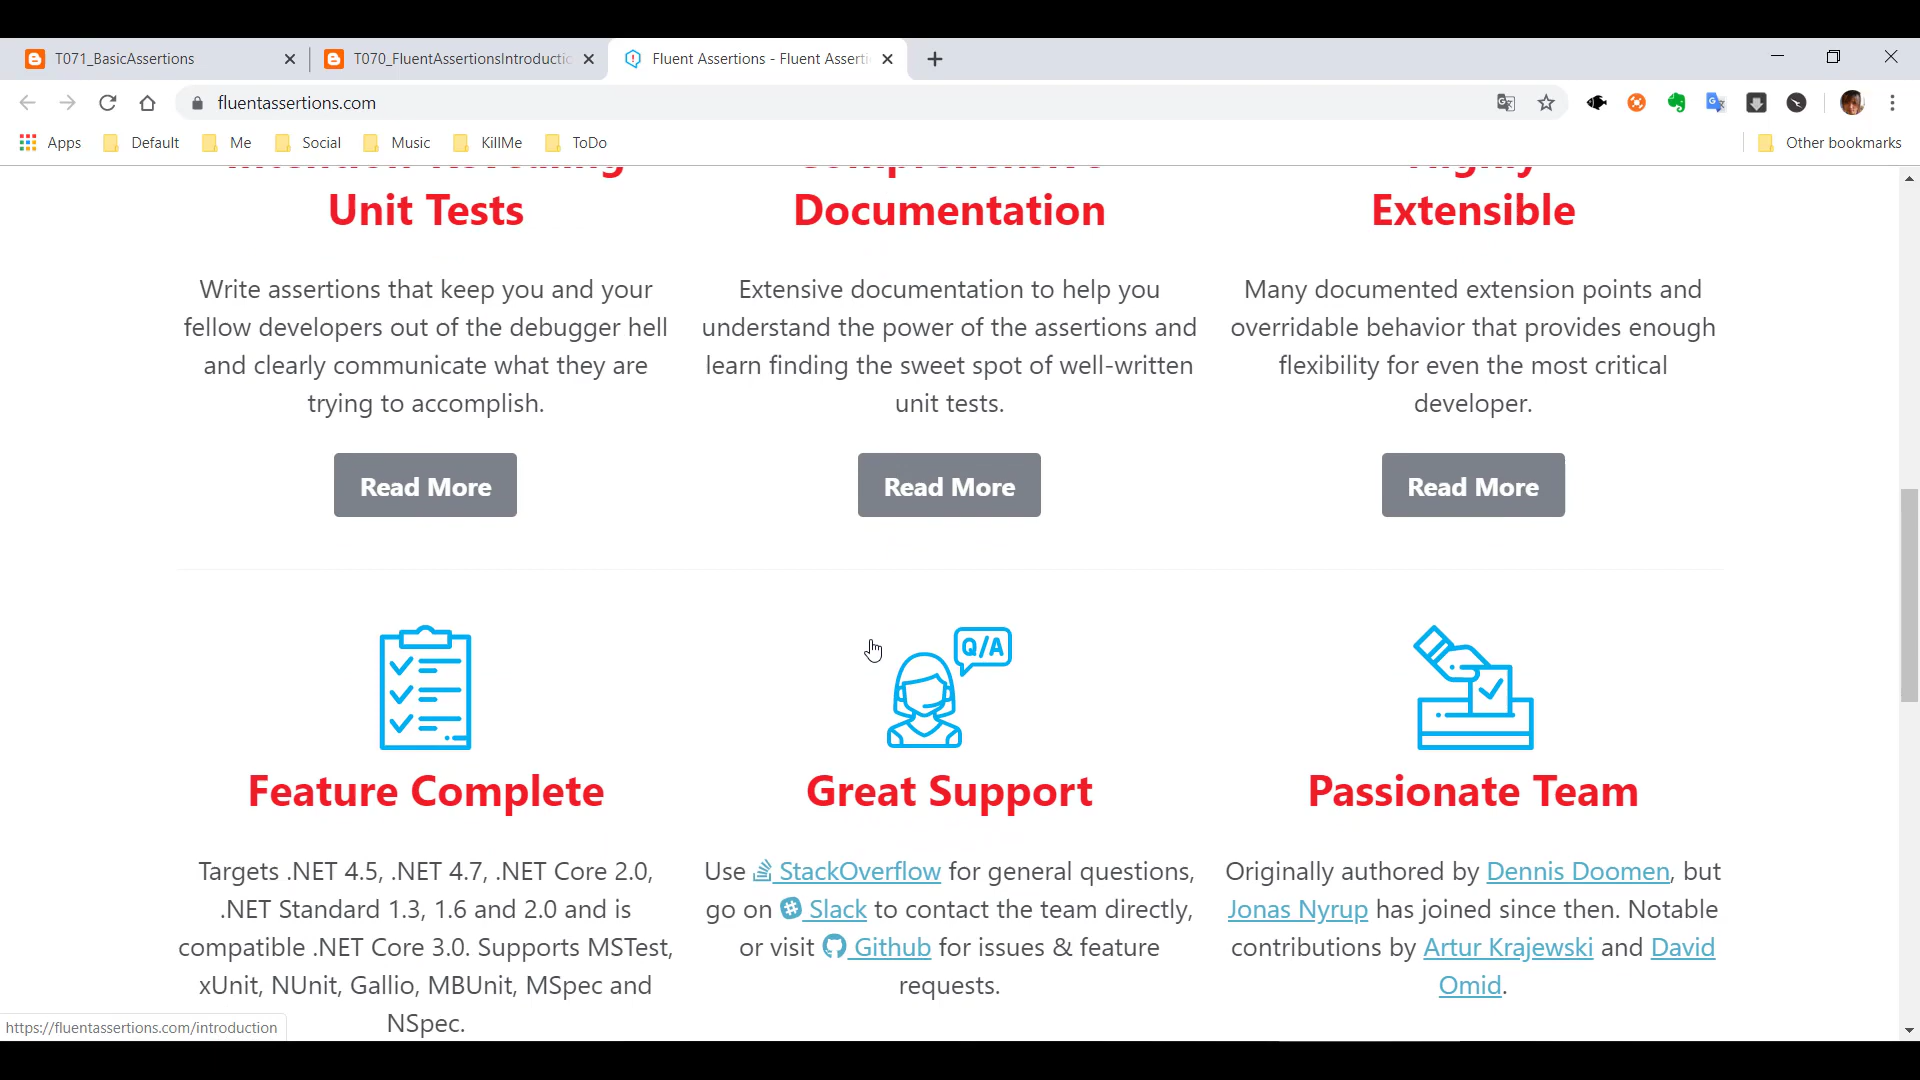 T071_BasicAssertions
T070_FluentAssertionsIntroductic
Fluent Assertions - Fluent Asserti
fluentassertions.com
Apps Default Me Social Music KillMe ToDo Other bookmarks
Intention Revealing
Unit Tests
Comprehensive
Documentation
Highly
Extensible
Write assertions that keep you and your
fellow developers out of the debugger hell
and clearly communicate what they are
trying to accomplish.
Extensive documentation to help you
understand the power of the assertions and
learn finding the sweet spot of well-written
unit tests.
Many documented extension points and
overridable behavior that provides enough
flexibility for even the most critical
developer.
Read More
Read More
Read More
Q/A
Feature Complete
Great Support
Passionate Team
Targets .NET 4.5, .NET 4.7, .NET Core 2.0,
.NET Standard 1.3, 1.6 and 2.0 and is
compatible .NET Core 3.0. Supports MSTest,
xUnit, NUnit, Gallio, MBUnit, MSpec and
NSpec.
Use StackOverflow for general questions,
go on Slack to contact the team directly,
or visit Github for issues & feature
requests.
Originally authored by Dennis Doomen, but
Jonas Nyrup has joined since then. Notable
contributions by Artur Krajewski and David
Omid.
https://fluentassertions.com/introduction